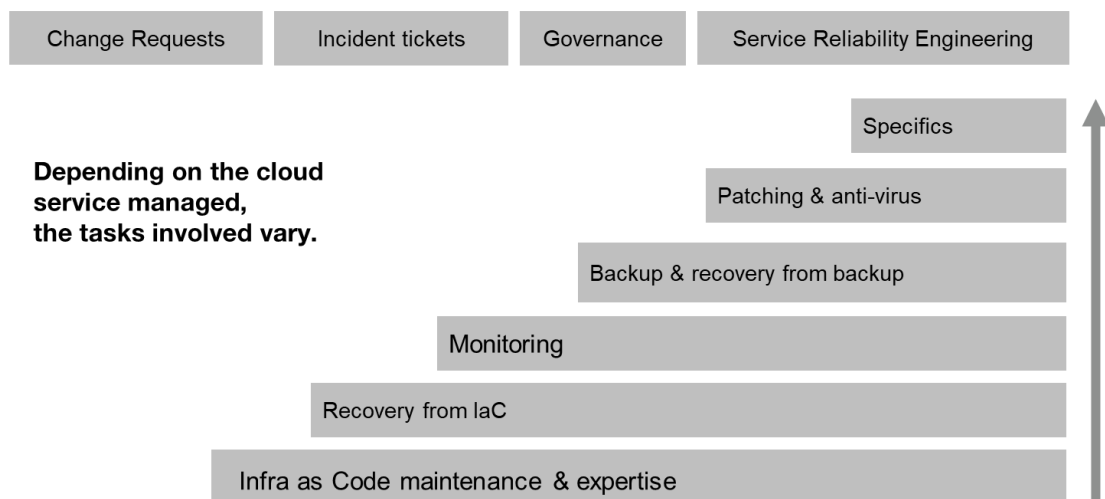 Change Requests
Incident tickets
Governance
Service Reliability Engineering
Specifics
Depending on the cloud
service managed,
the tasks involved vary.
Patching & anti-virus
Backup & recovery from backup
Monitoring
Recovery from IaC
Infra as Code maintenance & expertise